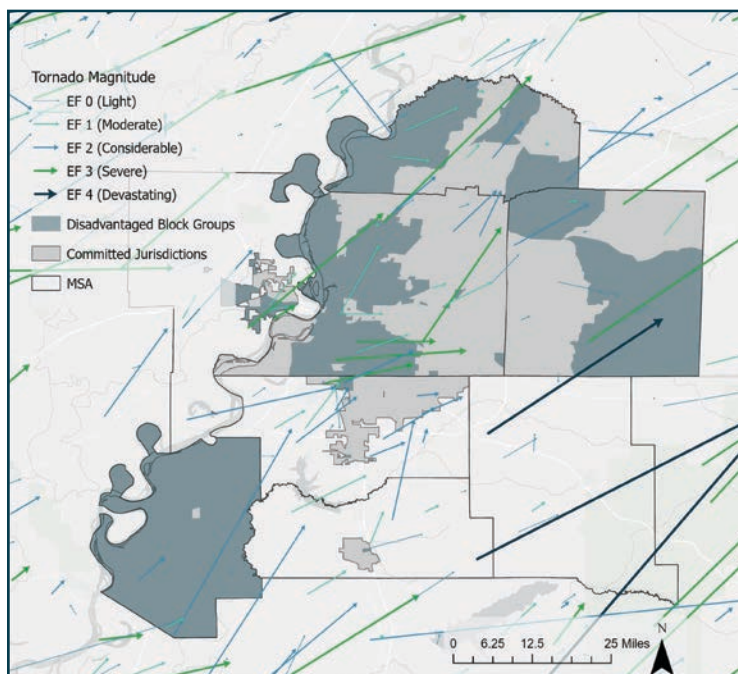 Tornado Magnitude
EF 0 (Light)
EF 1 (Moderate)
EF 2 (Considerable)
EF 3 (Severe)
EF 4 (Devastating)
Disadvantaged Block Groups
Committed Jurisdictions
MSA
N
0 6.25 12.5 25 Miles